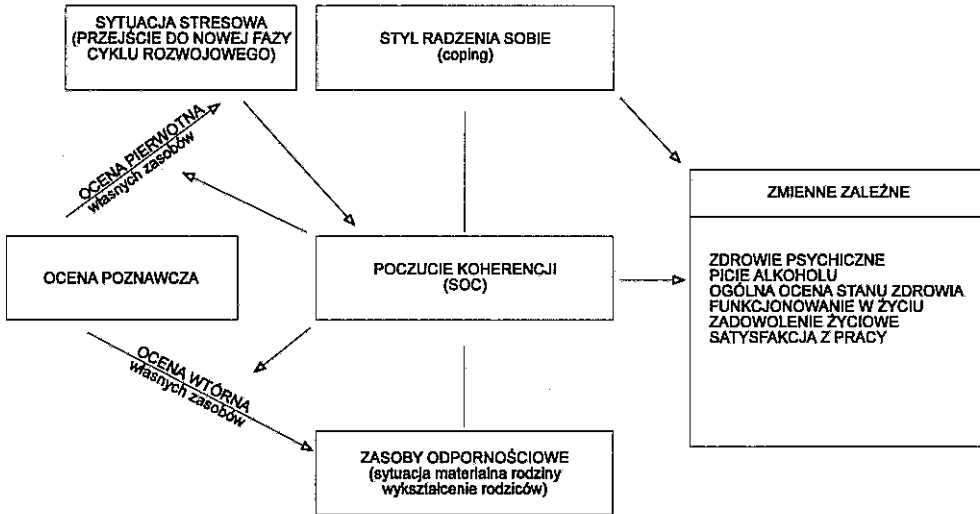 SYTUACJA STRESOWA
(PRZEJŚCIE DO NOWEJ FAZY
CYKLU ROZWOJOWEGO)
STYL RADZENIA SOBIE
(coping)
OCENA PIERWOTNA
własnych zasobów
ZMIENNE ZALEŻNE
OCENA POZNAWCZA
POCZUCIE KOHERENCJI
(SOC)
ZDROWIE PSYCHICZNE
PICIE ALKOHOLU
OGÓLNA OCENA STANU ZDROWIA
FUNKCJONOWANIE W ŻYCIU
ZADOWOLENIE ŻYCIOWE
SATYSFAKCJA Z PRACY
OCENA WTÓRNA
własnych zasobów
ZASOBY ODPORNOŚCIOWE
(sytuacja materialna rodziny
wykształcenie rodziców)